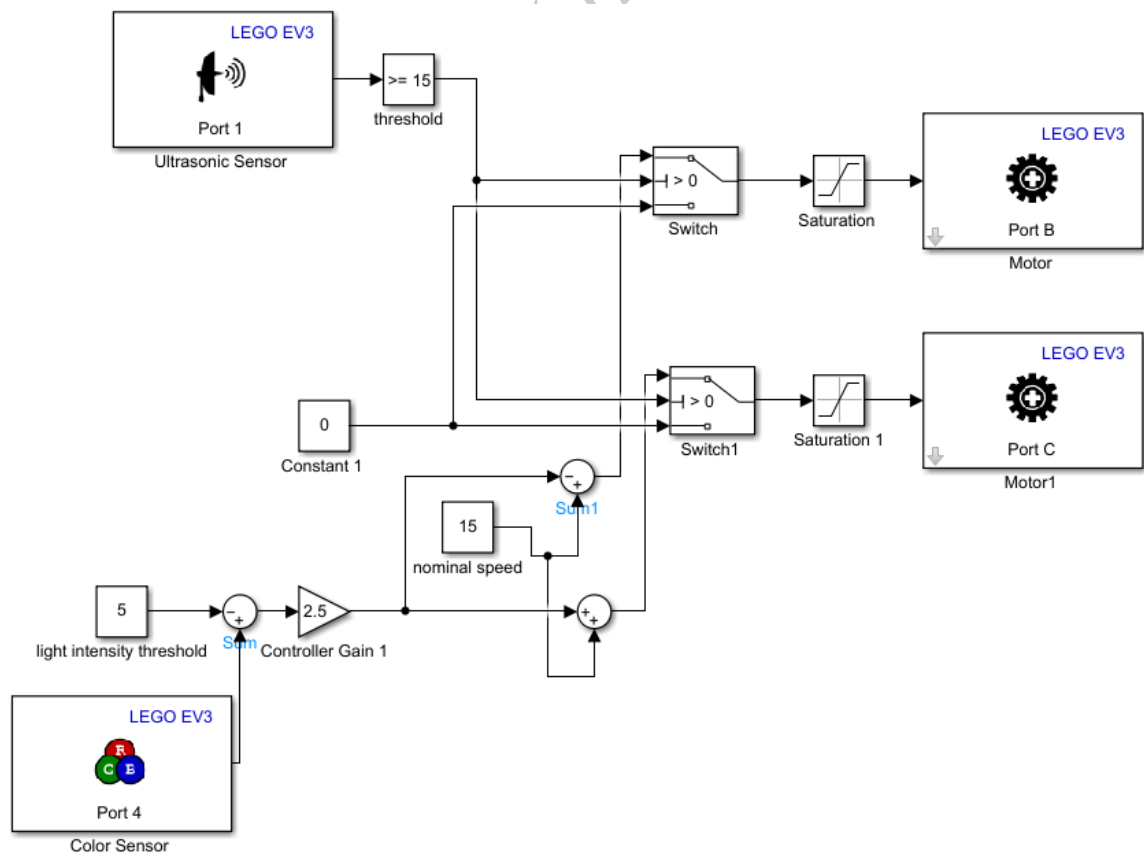 LEGO EV3
Port 1
Ultrasonic Sensor
>= 15
threshold
> 0
Switch
Saturation
LEGO EV3
Port B
Motor
> 0
Switch1
Saturation 1
LEGO EV3
Port C
Motor1
0
Constant 1
−
+
Sum1
15
nominal speed
5
light intensity threshold
−
+
Sum
2.5
Controller Gain 1
+
+
LEGO EV3
R
G
B
Port 4
Color Sensor